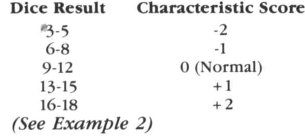 Dice Result Characteristic Score
3-5 -2
6-8 -1
9-12 0 (Normal)
13-15 +1
16-18 +2
(See Example 2)